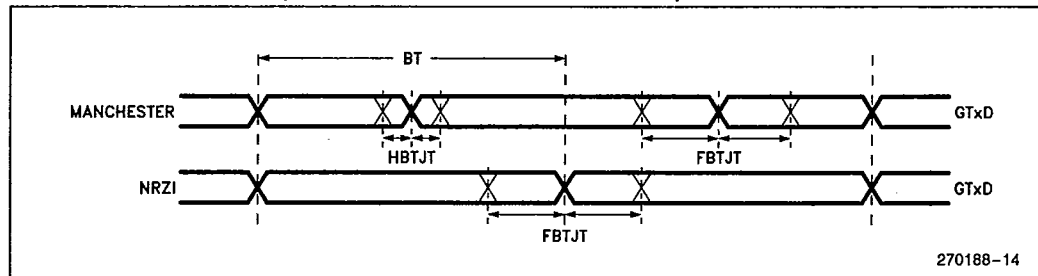 BT
MANCHESTER
GTxD
HBTJT
FBTJT
NRZI
GTxD
FBTJT
270188-14